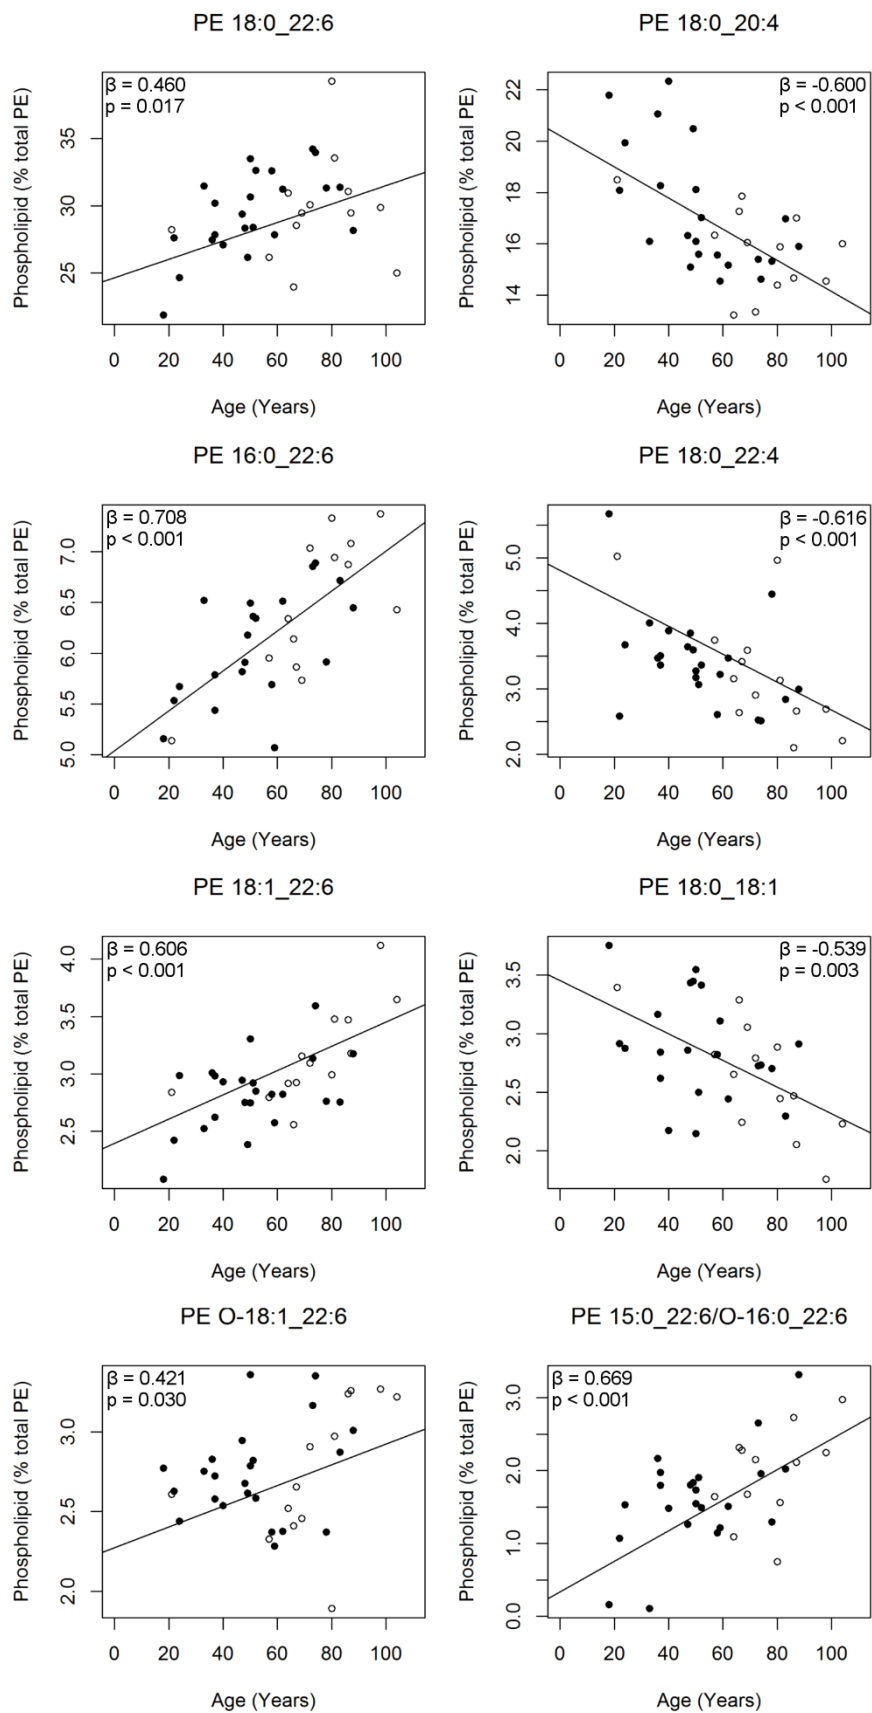 PE 18:0_22:6
β = 0.460
p = 0.017
Phospholipid (% total PE)
35
30
25
0 20 40 60 80 100
Age (Years)
PE 18:0_20:4
β = -0.600
p < 0.001
Phospholipid (% total PE)
22
20
18
16
14
0 20 40 60 80 100
Age (Years)
PE 16:0_22:6
β = 0.708
p < 0.001
Phospholipid (% total PE)
7.0
6.5
6.0
5.5
5.0
0 20 40 60 80 100
Age (Years)
PE 18:0_22:4
β = -0.616
p < 0.001
Phospholipid (% total PE)
5.0
4.0
3.0
2.0
0 20 40 60 80 100
Age (Years)
PE 18:1_22:6
β = 0.606
p < 0.001
Phospholipid (% total PE)
4.0
3.5
3.0
2.5
0 20 40 60 80 100
Age (Years)
PE 18:0_18:1
β = -0.539
p = 0.003
Phospholipid (% total PE)
3.5
3.0
2.5
2.0
0 20 40 60 80 100
Age (Years)
PE O-18:1_22:6
β = 0.421
p = 0.030
Phospholipid (% total PE)
3.0
2.5
2.0
0 20 40 60 80 100
Age (Years)
PE 15:0_22:6/O-16:0_22:6
β = 0.669
p < 0.001
Phospholipid (% total PE)
3.0
2.0
1.0
0.0
0 20 40 60 80 100
Age (Years)